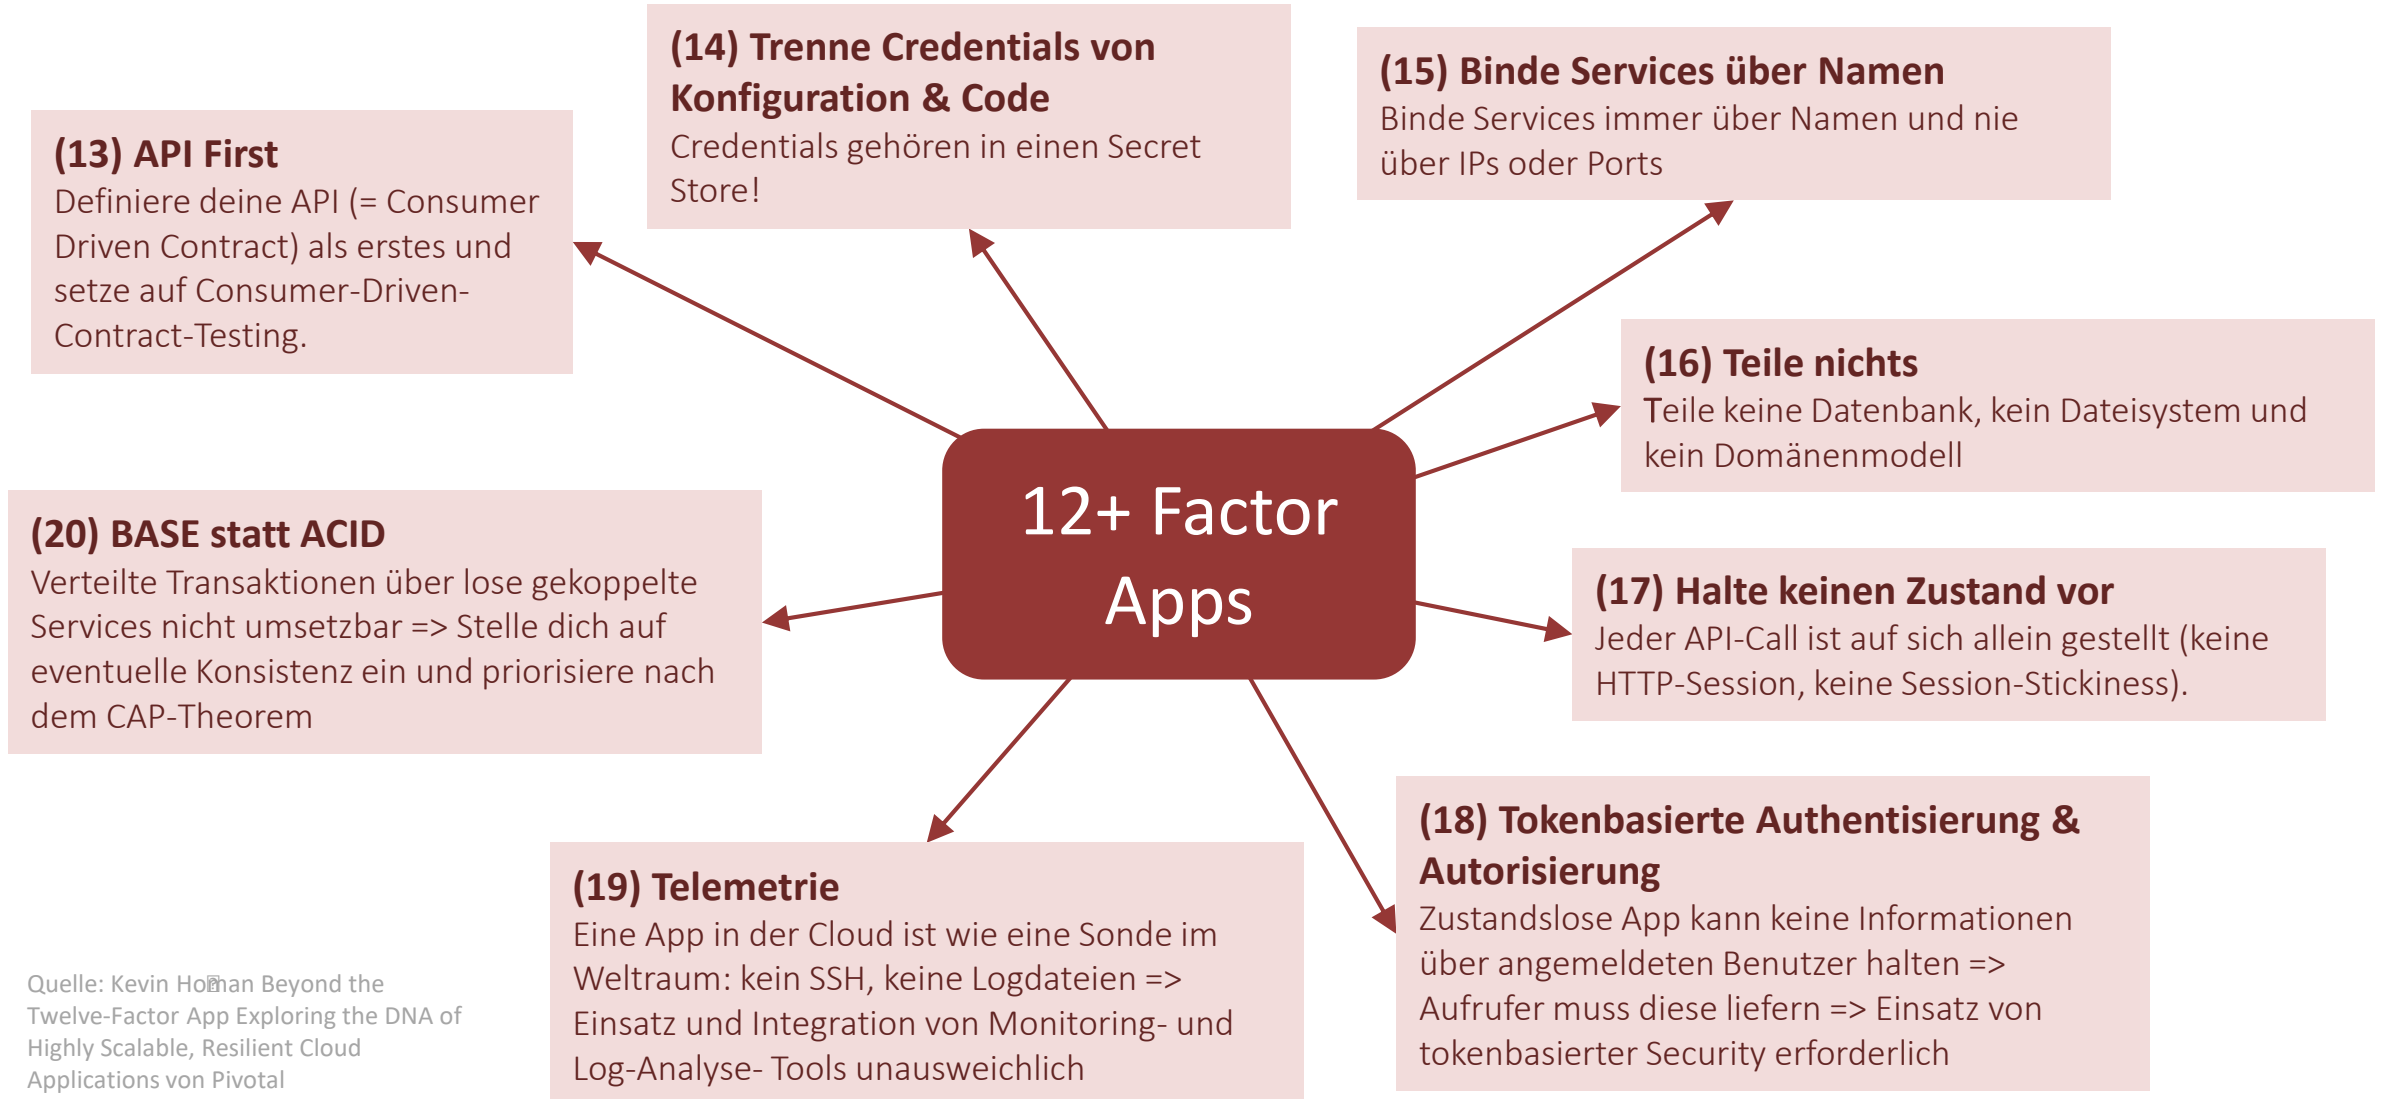 (13) API First
Definiere deine API (= Consumer
Driven Contract) als erstes und
setze auf Consumer-Driven-
Contract-Testing.
(14) Trenne Credentials von
Konfiguration & Code
Credentials gehören in einen Secret
Store!
(15) Binde Services über Namen
Binde Services immer über Namen und nie
über IPs oder Ports
(16) Teile nichts
Teile keine Datenbank, kein Dateisystem und
kein Domänenmodell
12+ Factor
Apps
(17) Halte keinen Zustand vor
Jeder API-Call ist auf sich allein gestellt (keine
HTTP-Session, keine Session-Stickiness).
(18) Tokenbasierte Authentisierung &
Autorisierung
Zustandslose App kann keine Informationen
über angemeldeten Benutzer halten =>
Aufrufer muss diese liefern => Einsatz von
tokenbasierter Security erforderlich
(19) Telemetrie
Eine App in der Cloud ist wie eine Sonde im
Weltraum: kein SSH, keine Logdateien =>
Einsatz und Integration von Monitoring- und
Log-Analyse- Tools unausweichlich
(20) BASE statt ACID
Verteilte Transaktionen über lose gekoppelte
Services nicht umsetzbar => Stelle dich auf
eventuelle Konsistenz ein und priorisiere nach
dem CAP-Theorem
Quelle: Kevin Beyond the
Twelve-Factor App Exploring the DNA of
Highly Scalable, Resilient Cloud
Applications von Pivotal